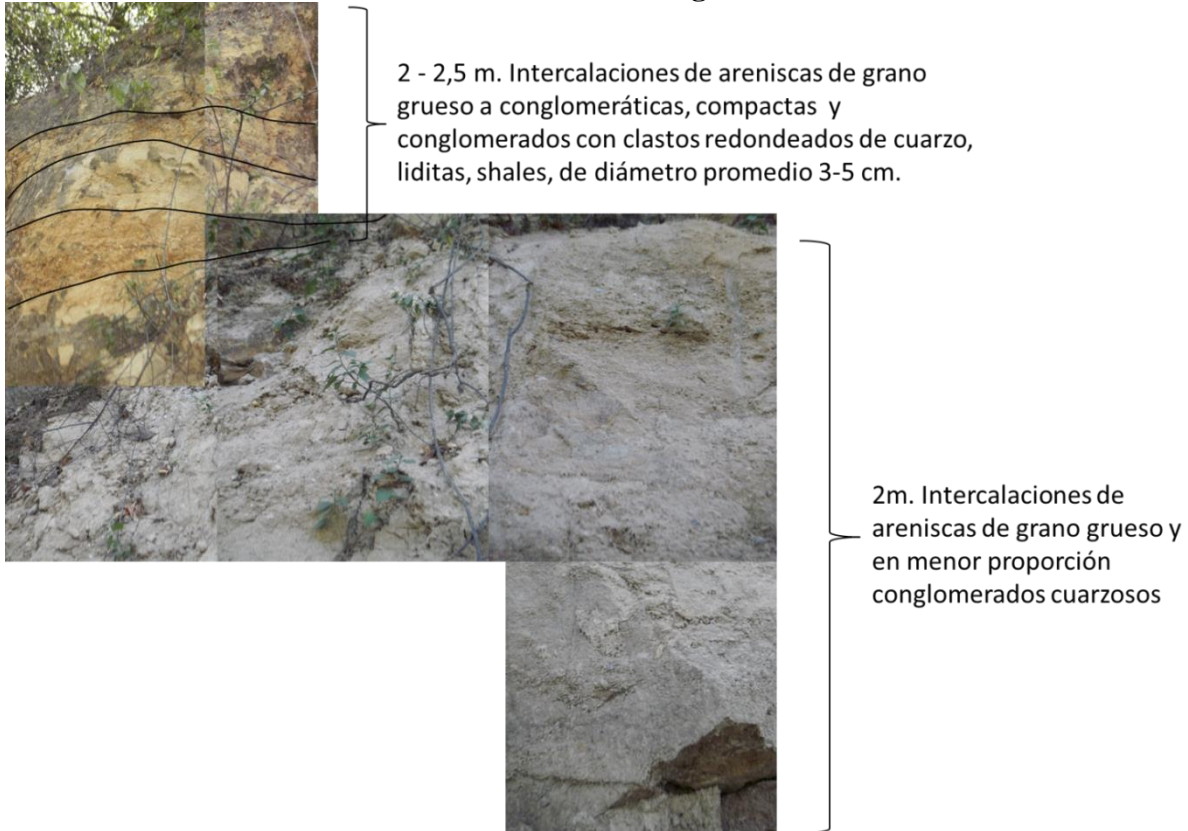 2 - 2,5 m. Intercalaciones de areniscas de grano
grueso a conglomeráticas, compactas y
conglomerados con clastos redondeados de cuarzo,
liditas, shales, de diámetro promedio 3-5 cm.
2m. Intercalaciones de
areniscas de grano grueso y
en menor proporción
conglomerados cuarzosos